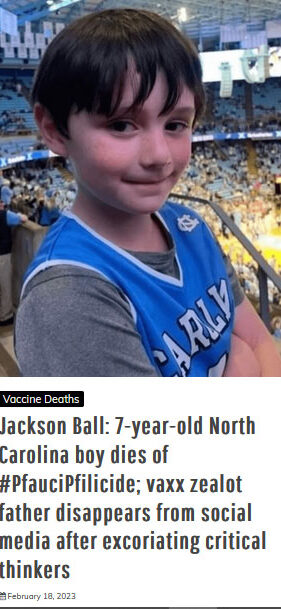 CARLY
Vaccine Deaths
Jackson Ball: 7-year-old North
Carolina boy dies of
#PfauciPfilicide; vaxx zealot
father disappears from social
media after excoriating critical
thinkers
February 18, 2023